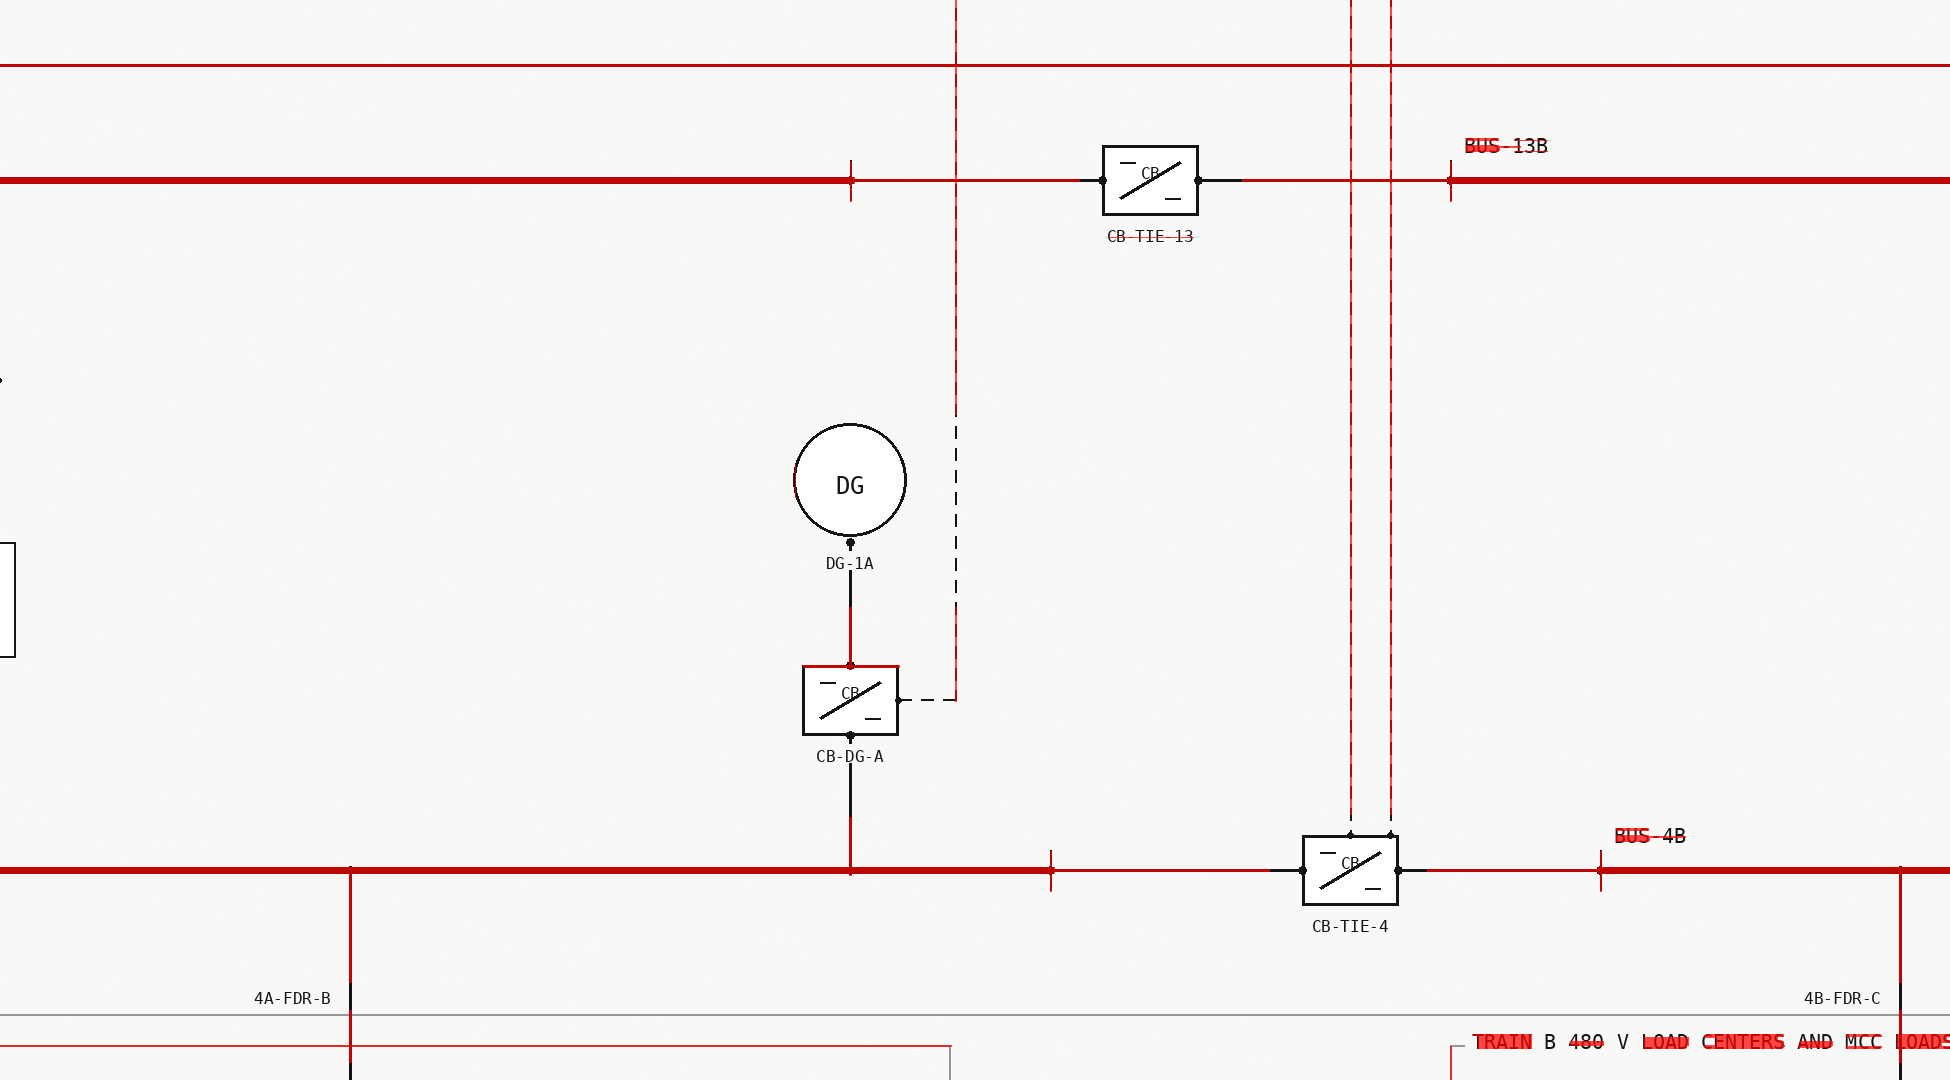 BUS-13B
CB
CB-TIE-13
DG
DG-1A
CB
CB-DG-A
BUS-4B
CB
CB-TIE-4
4A-FDR-B
4B-FDR-C
TRAIN B 480 V LOAD CENTERS AND MCC LOADS